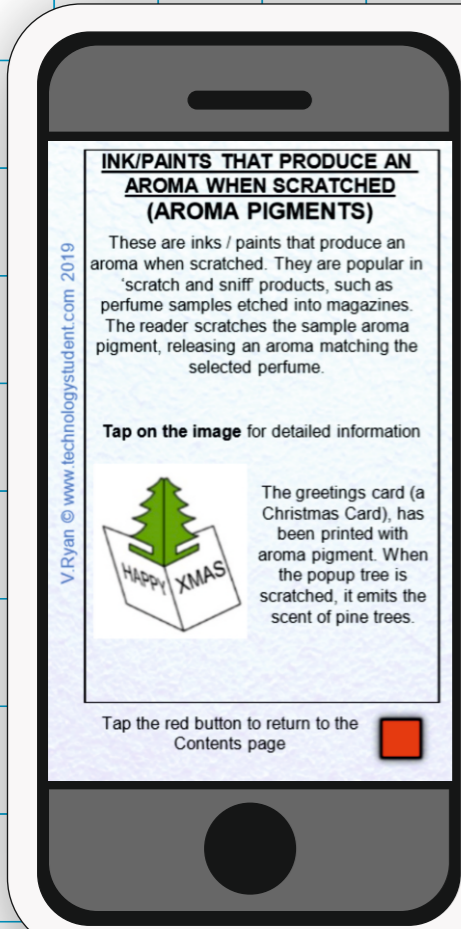 INK/PAINTS THAT PRODUCE AN
AROMA WHEN SCRATCHED
(AROMA PIGMENTS)
These are inks / paints that produce an
aroma when scratched. They are popular in
‘scratch and sniff’ products, such as
perfume samples etched into magazines.
The reader scratches the sample aroma
pigment, releasing an aroma matching the
selected perfume.
Tap on the image for detailed information
HAPPY XMAS
The greetings card (a
Christmas Card), has
been printed with
aroma pigment. When
the popup tree is
scratched, it emits the
scent of pine trees.
Tap the red button to return to the
Contents page
V.Ryan © www.technologystudent.com 2019